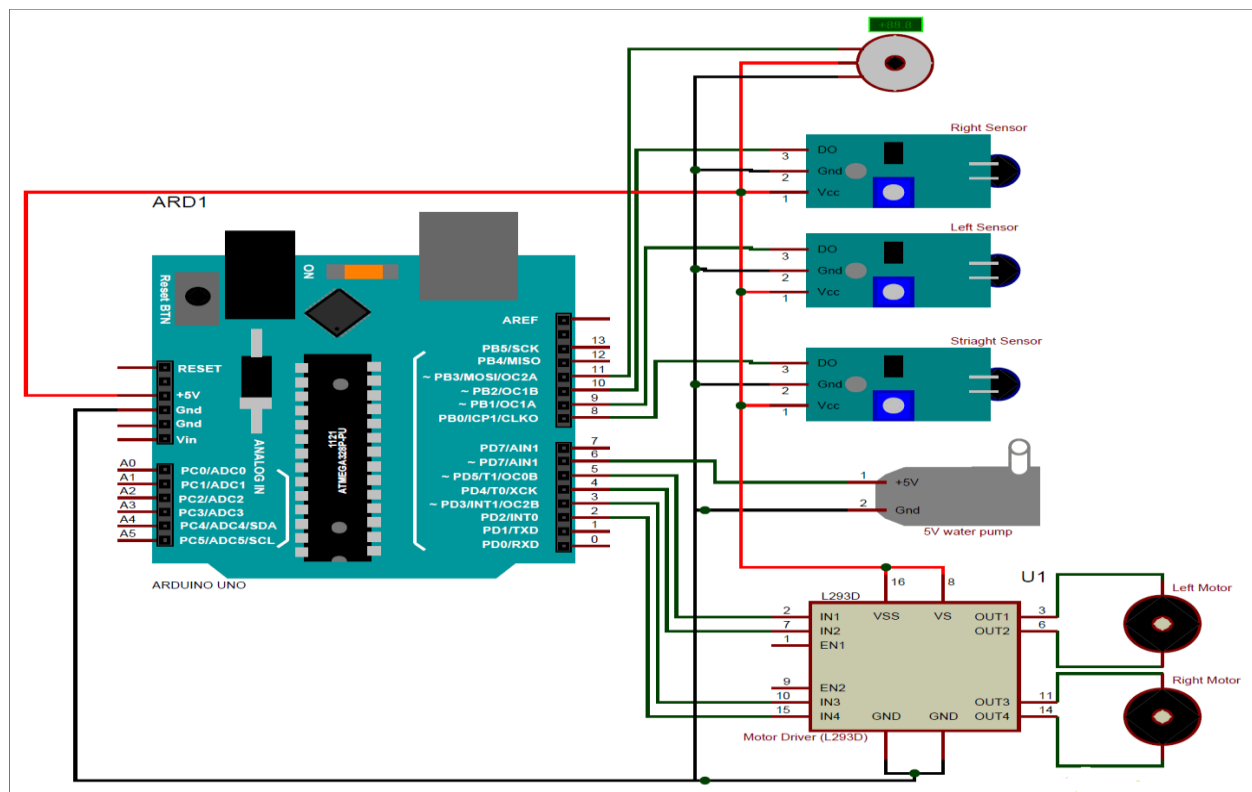 +88.8
Right Sensor
DO
3
Gnd
2
Vcc
1
Left Sensor
DO
3
Gnd
2
Vcc
1
Striaght Sensor
DO
3
Gnd
2
Vcc
1
ARD1
Reset BTN
ON
AREF
13
PB5/SCK
12
PB4/MISO
11
~ PB3/MOSI/OC2A
10
~ PB2/OC1B
9
~ PB1/OC1A
8
PB0/ICP1/CLKO
RESET
+5V
Gnd
Gnd
Vin
ANALOG IN
1121
ATMEGA328P-PU
7
PD7/AIN1
6
~ PD7/AIN1
5
~ PD5/T1/OC0B
4
PD4/T0/XCK
3
~ PD3/INT1/OC2B
2
PD2/INT0
1
PD1/TXD
0
PD0/RXD
A0
PC0/ADC0
A1
PC1/ADC1
A2
PC2/ADC2
A3
PC3/ADC3
A4
PC4/ADC4/SDA
A5
PC5/ADC5/SCL
ARDUINO UNO
1
+5V
2
Gnd
5V water pump
U1
L293D
16
8
VSS
VS
2
IN1
7
IN2
1
EN1
9
EN2
10
IN3
15
IN4
OUT1
3
OUT2
6
OUT3
11
OUT4
14
GND
GND
Motor Driver (L293D)
Left Motor
Right Motor